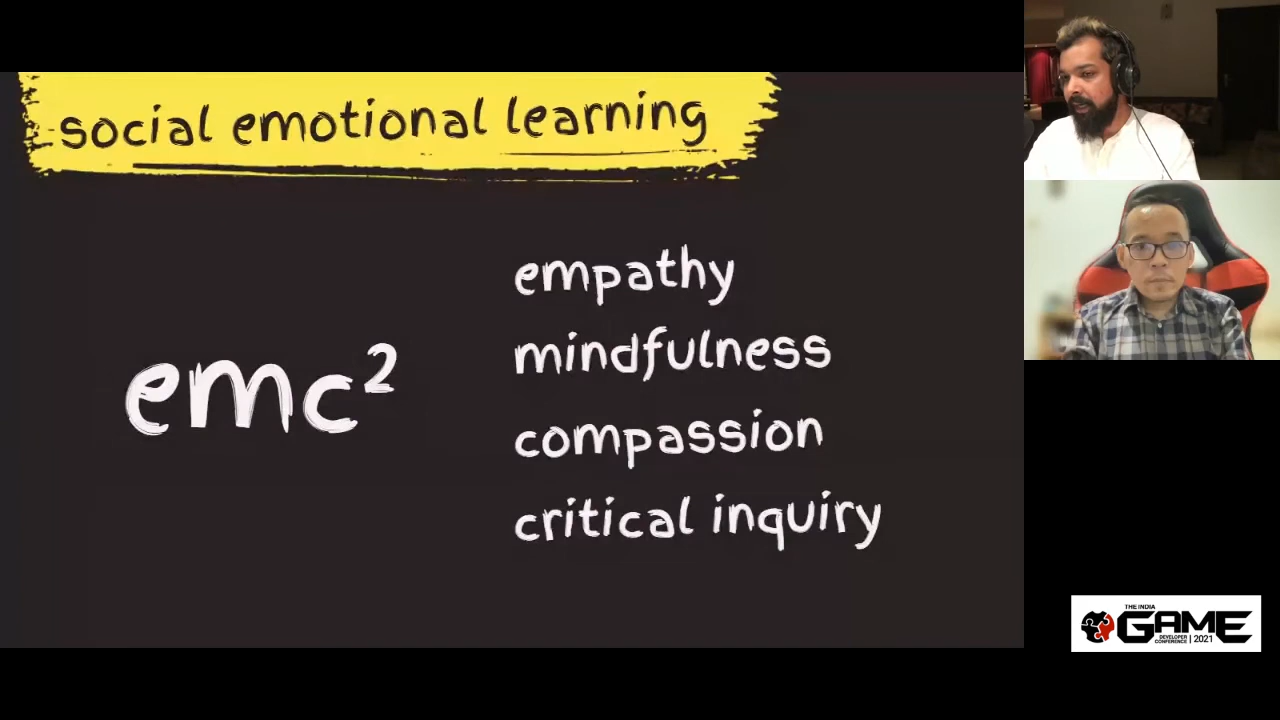 social emotional learning
emc²
empathy
mindfulness
compassion
critical inquiry
THE INDIA
GAME
DEVELOPER
CONFERENCE | 2021